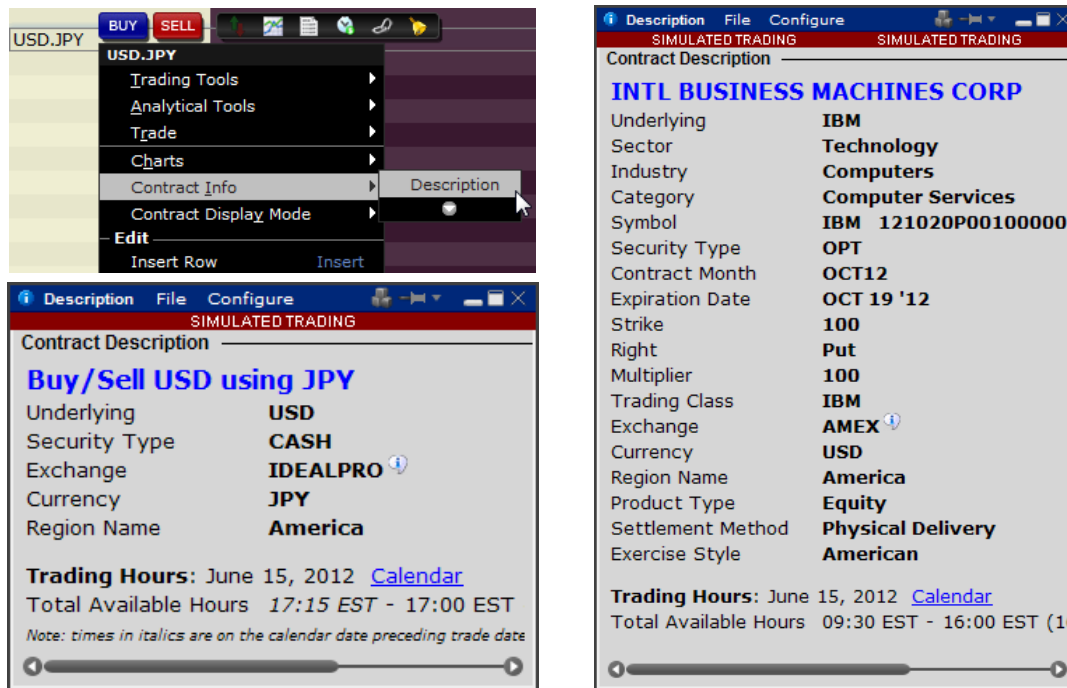 BUY SELL
USD.JPY
USD.JPY
Trading Tools
Analytical Tools
Trade
Charts
Contract Info
Description
Contract Display Mode
Edit
Insert Row Insert
Description File Configure
SIMULATED TRADING
Contract Description
Buy/Sell USD using JPY
Underlying USD
Security Type CASH
Exchange IDEALPRO
Currency JPY
Region Name America
Trading Hours: June 15, 2012 Calendar
Total Available Hours 17:15 EST - 17:00 EST
Note: times in italics are on the calendar date preceding trade date
Description File Configure
SIMULATED TRADING SIMULATED TRADING
Contract Description
INTL BUSINESS MACHINES CORP
Underlying IBM
Sector Technology
Industry Computers
Category Computer Services
Symbol IBM 121020P00100000
Security Type OPT
Contract Month OCT12
Expiration Date OCT 19 '12
Strike 100
Right Put
Multiplier 100
Trading Class IBM
Exchange AMEX
Currency USD
Region Name America
Product Type Equity
Settlement Method Physical Delivery
Exercise Style American
Trading Hours: June 15, 2012 Calendar
Total Available Hours 09:30 EST - 16:00 EST